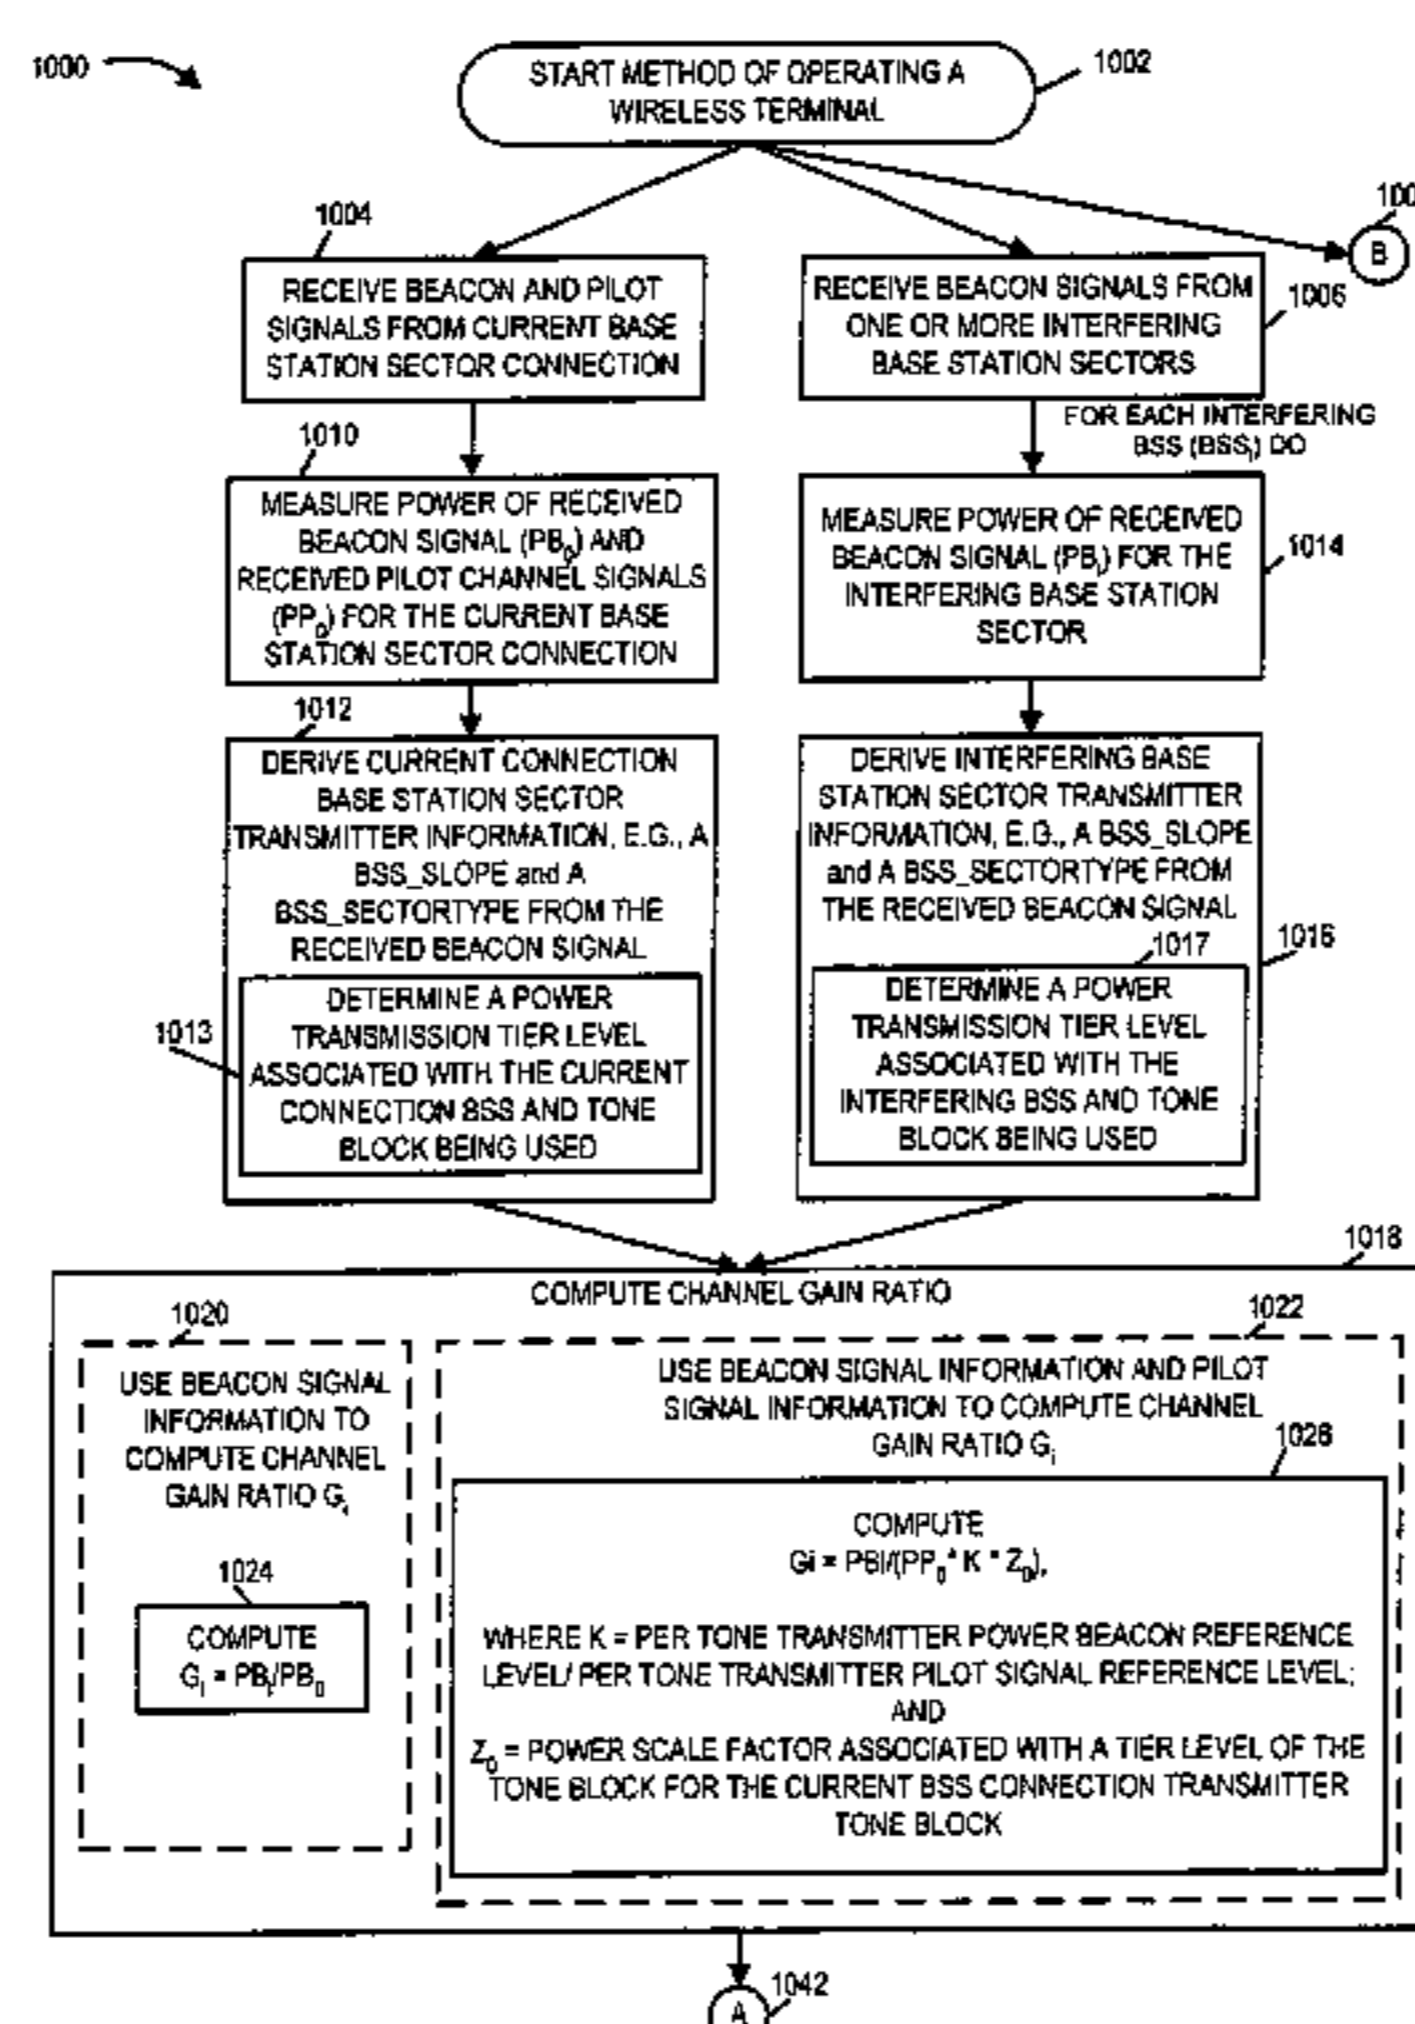 1000
START METHOD OF OPERATING A
WIRELESS TERMINAL
1002
100
B
1004
RECEIVE BEACON AND PILOT
SIGNALS FROM CURRENT BASE
STATION SECTOR CONNECTION
RECEIVE BEACON SIGNALS FROM
ONE OR MORE INTERFERING
BASE STATION SECTORS
1006
FOR EACH INTERFERING
BSS (BSSi) DO
1010
MEASURE POWER OF RECEIVED
BEACON SIGNAL (PB0) AND
RECEIVED PILOT CHANNEL SIGNALS
(PP0) FOR THE CURRENT BASE
STATION SECTOR CONNECTION
MEASURE POWER OF RECEIVED
BEACON SIGNAL (PBi) FOR THE
INTERFERING BASE STATION
SECTOR
1014
1012
DERIVE CURRENT CONNECTION
BASE STATION SECTOR
TRANSMITTER INFORMATION, E.G., A
BSS_SLOPE and A
BSS_SECTORTYPE FROM THE
RECEIVED BEACON SIGNAL
1013
DETERMINE A POWER
TRANSMISSION TIER LEVEL
ASSOCIATED WITH THE CURRENT
CONNECTION BSS AND TONE
BLOCK BEING USED
DERIVE INTERFERING BASE
STATION SECTOR TRANSMITTER
INFORMATION, E.G., A BSS_SLOPE
and A BSS_SECTORTYPE FROM
THE RECEIVED BEACON SIGNAL
1016
1017
DETERMINE A POWER
TRANSMISSION TIER LEVEL
ASSOCIATED WITH THE
INTERFERING BSS AND TONE
BLOCK BEING USED
1018
COMPUTE CHANNEL GAIN RATIO
1020
USE BEACON SIGNAL
INFORMATION TO
COMPUTE CHANNEL
GAIN RATIO Gi
1024
COMPUTE
Gi = PBi/PB0
1022
USE BEACON SIGNAL INFORMATION AND PILOT
SIGNAL INFORMATION TO COMPUTE CHANNEL
GAIN RATIO Gi
1026
COMPUTE
Gi = PBi/(PP0 * K * Z0),
WHERE K = PER TONE TRANSMITTER POWER BEACON REFERENCE
LEVEL/ PER TONE TRANSMITTER PILOT SIGNAL REFERENCE LEVEL;
AND
Z0 = POWER SCALE FACTOR ASSOCIATED WITH A TIER LEVEL OF THE
TONE BLOCK FOR THE CURRENT BSS CONNECTION TRANSMITTER
TONE BLOCK
A
1042